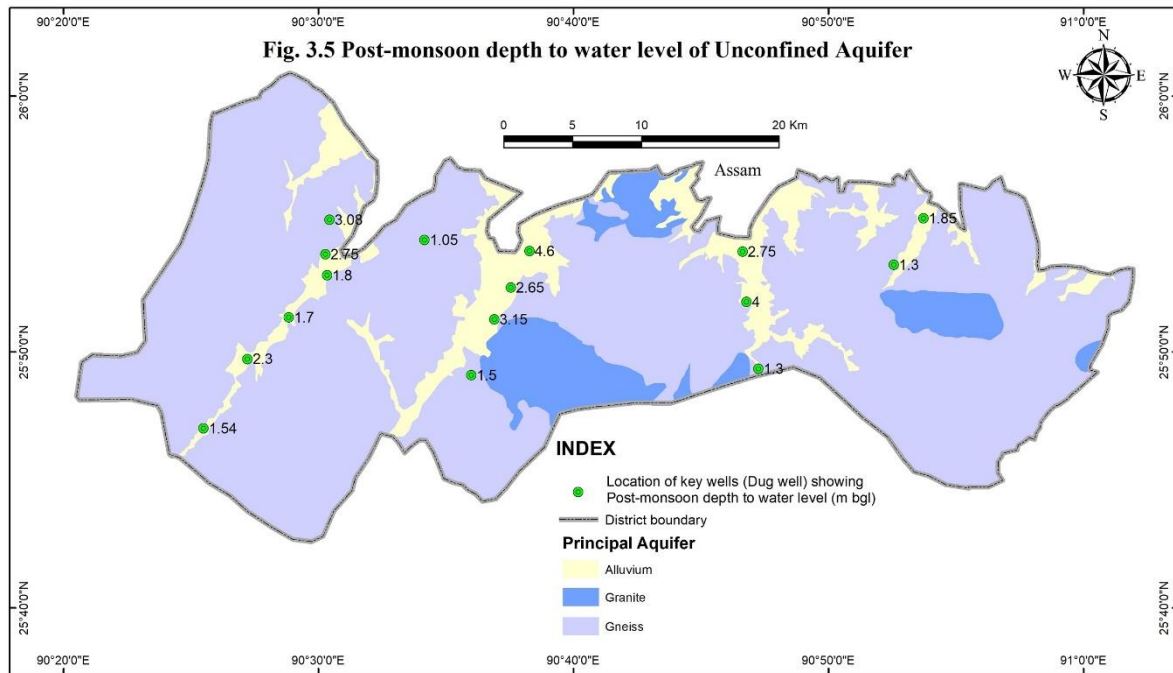 90°20'0"E
90°30'0"E
90°40'0"E
90°50'0"E
91°0'0"E
Fig. 3.5 Post-monsoon depth to water level of Unconfined Aquifer
N
W
E
S
26°0'0"N
26°0'0"N
0
5
10
20 Km
Assam
3.08
1.05
4.6
2.75
1.85
2.75
1.8
2.65
1.3
4
1.7
3.15
25°50'0"N
25°50'0"N
2.3
1.5
1.3
1.54
INDEX
Location of key wells (Dug well) showing
Post-monsoon depth to water level (m bgl)
District boundary
Principal Aquifer
Alluvium
Granite
Gneiss
25°40'0"N
25°40'0"N
90°20'0"E
90°30'0"E
90°40'0"E
90°50'0"E
91°0'0"E